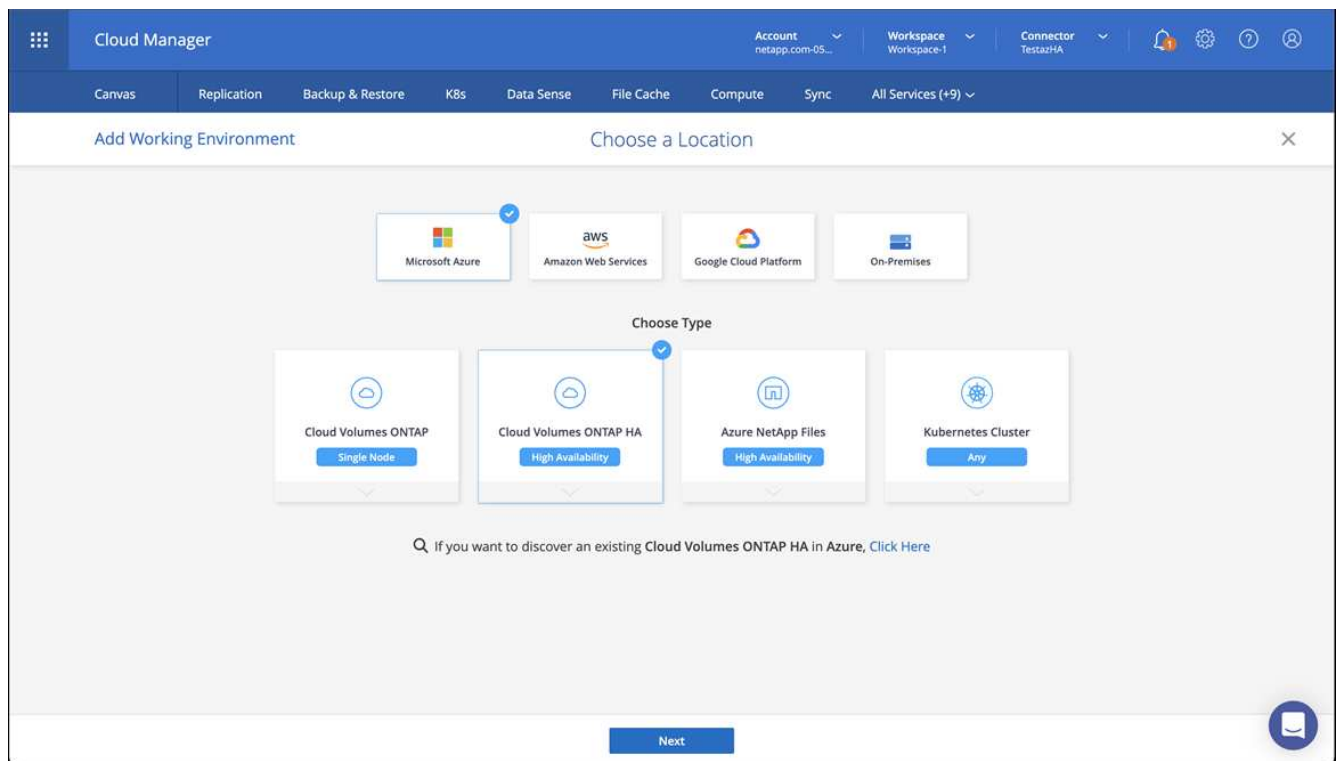 Cloud Manager
Account
netapp.com-05...
Workspace
Workspace-1
Connector
TestazHA
1
Canvas Replication Backup & Restore K8s Data Sense File Cache Compute Sync All Services (+9)
Add Working Environment
Choose a Location
aws
Microsoft Azure
Amazon Web Services
Google Cloud Platform
On-Premises
Choose Type
Cloud Volumes ONTAP
Single Node
Cloud Volumes ONTAP HA
High Availability
Azure NetApp Files
High Availability
Kubernetes Cluster
Any
If you want to discover an existing Cloud Volumes ONTAP HA in Azure, Click Here
Next